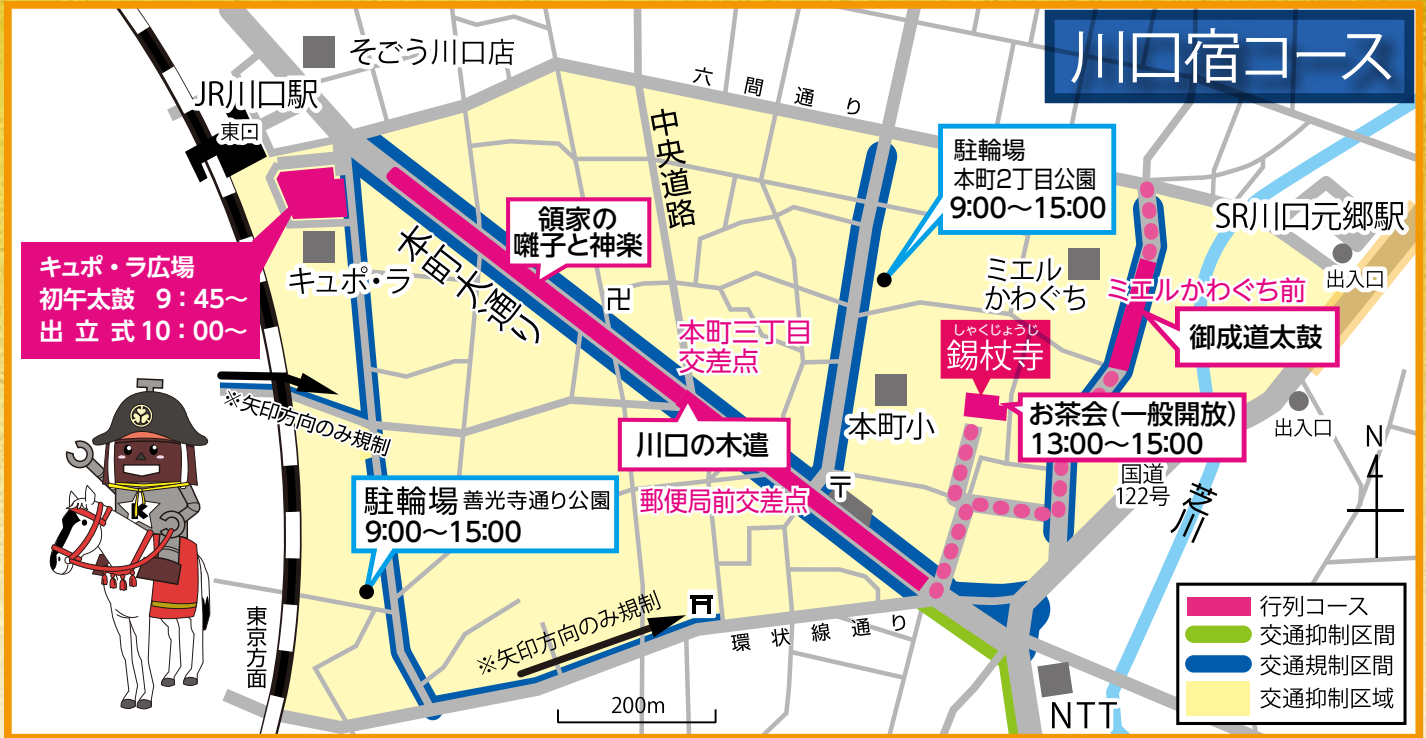 川口宿コース
そごう川口店
JR川口駅
東口
六間通り
中央道路
駐輪場
本町2丁目公園
9:00〜15:00
SR川口元郷駅
出入口
領家の
囃子と神楽
本町大通り
キュポ・ラ広場
初午太鼓 9:45〜
出立式10:00〜
キュポ・ラ
卍
ミエル
かわぐち
ミエルかわぐち前
御成道太鼓
本町三丁目
交差点
しゃくじょうじ
錫杖寺
※矢印方向のみ規制
川口の木遣
本町小
お茶会(一般開放)
13:00〜15:00
出入口
N
国道
122号
芝川
〒
駐輪場 善光寺通り公園
9:00〜15:00
郵便局前交差点
K
東京方面
※矢印方向のみ規制
環状線通り
200m
NTT
行列コース
交通抑制区間
交通規制区間
交通抑制区域